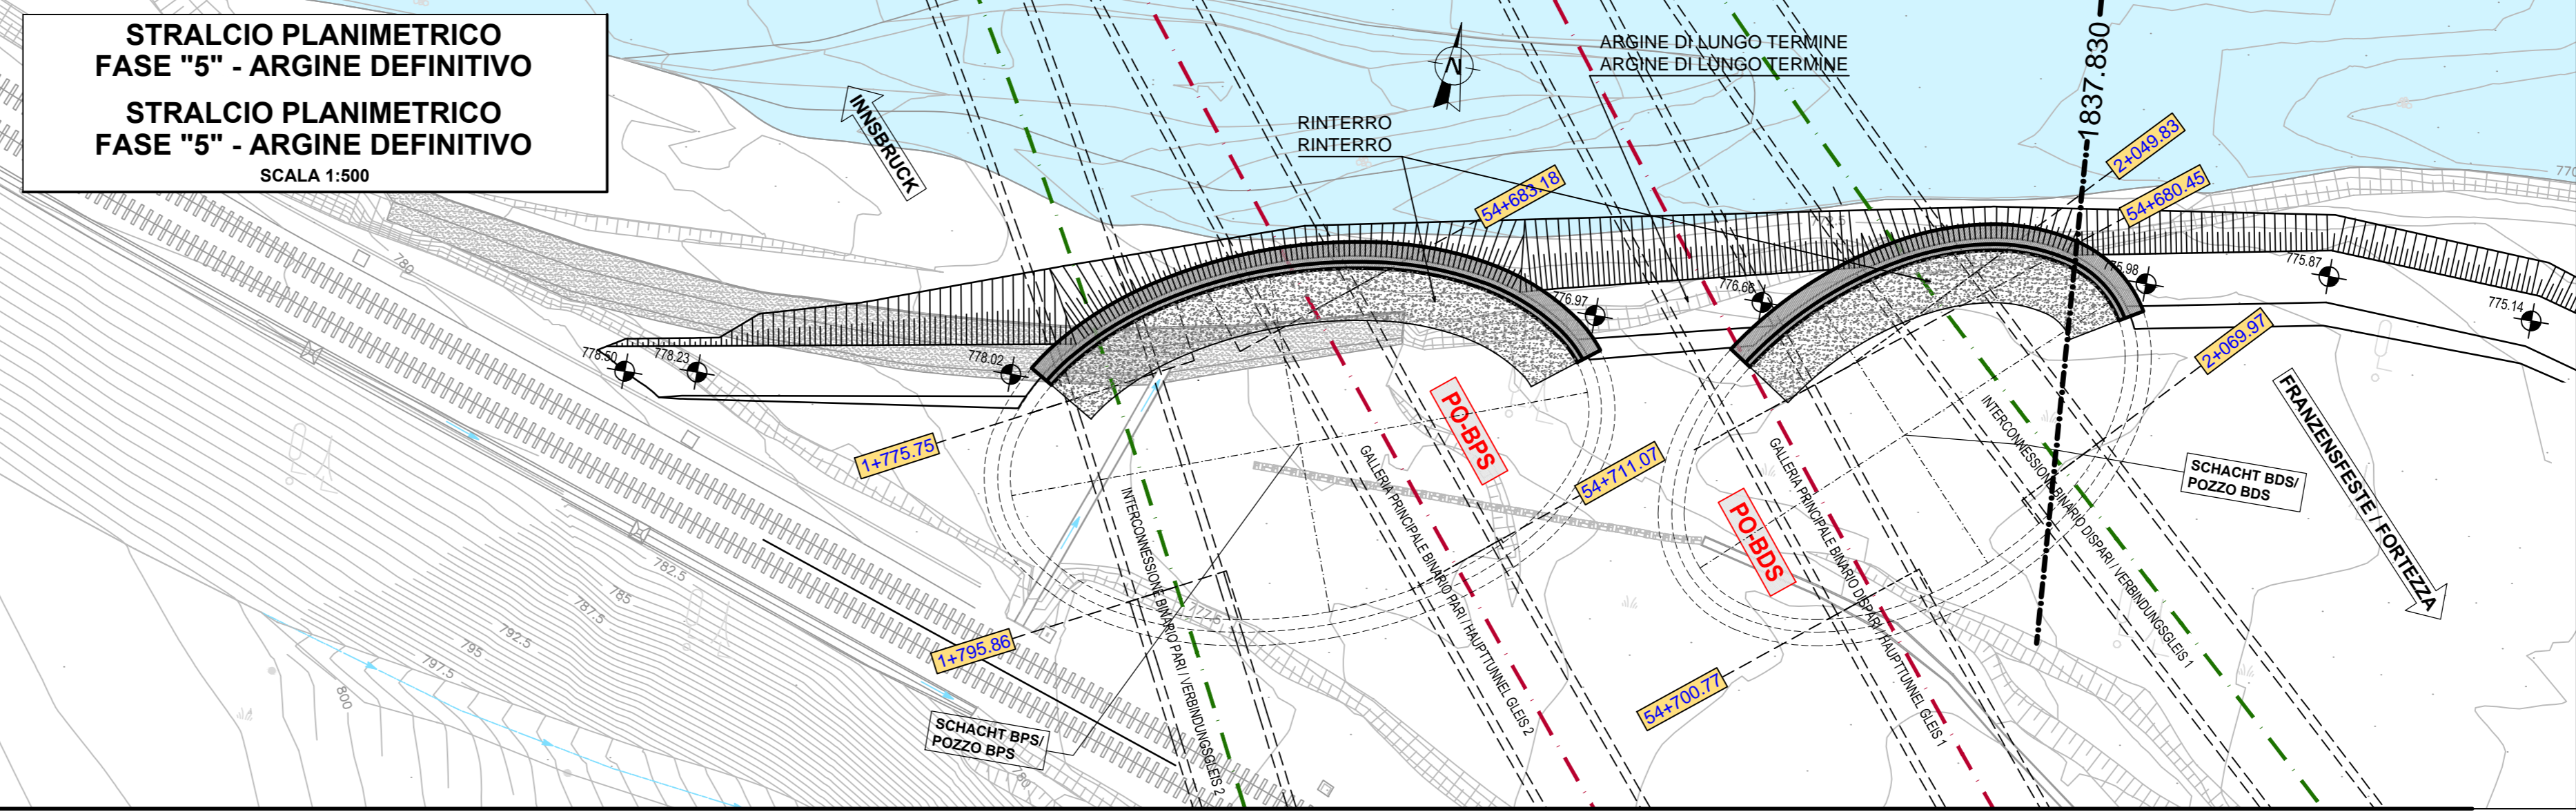 STRALCIO PLANIMETRICO
FASE "5" - ARGINE DEFINITIVO
STRALCIO PLANIMETRICO
FASE "5" - ARGINE DEFINITIVO
SCALA 1:500
INNSBRUCK
N
ARGINE DI LUNGO TERMINE
ARGINE DI LUNGO TERMINE
RINTERRO
RINTERRO
1837.830
2+049.83
54+680.45
54+683.18
772.5
770
780
778.50
778.23
778.02
776.97
776.66
775.98
775.87
775.14
2+069.97
1+775.75
PO-BPS
54+711.07
PO-BDS
SCHACHT BDS/
POZZO BDS
FRANZENSFESTE / FORTEZZA
INTERCONNESSIONE BINARIO PARI / VERBINDUNGSGLEIS 2
GALLERIA PRINCIPALE BINARIO PARI / HAUPTTUNNEL GLEIS 2
GALLERIA PRINCIPALE BINARIO DISPARI / HAUPTTUNNEL GLEIS 1
INTERCONNESSIONE BINARIO DISPARI / VERBINDUNGSGLEIS 1
782.5
785
787.5
792.5
795
797.5
800
777.5
1+795.86
54+700.77
SCHACHT BPS/
POZZO BPS
780